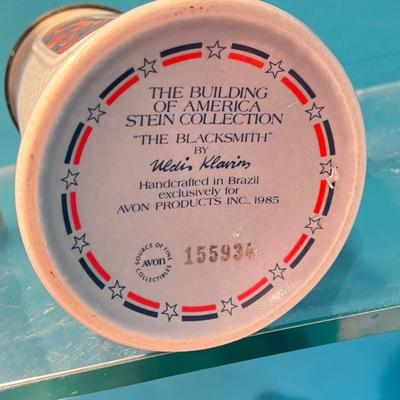 THE BUILDING
OF AMERICA
STEIN COLLECTION
"THE BLACKSMITH"
BY
Uldis Klavins
Handcrafted in Brazil
exclusively for
AVON PRODUCTS INC., 1985
155934
SOURCE OF FINE
AVON
COLLECTIBLES